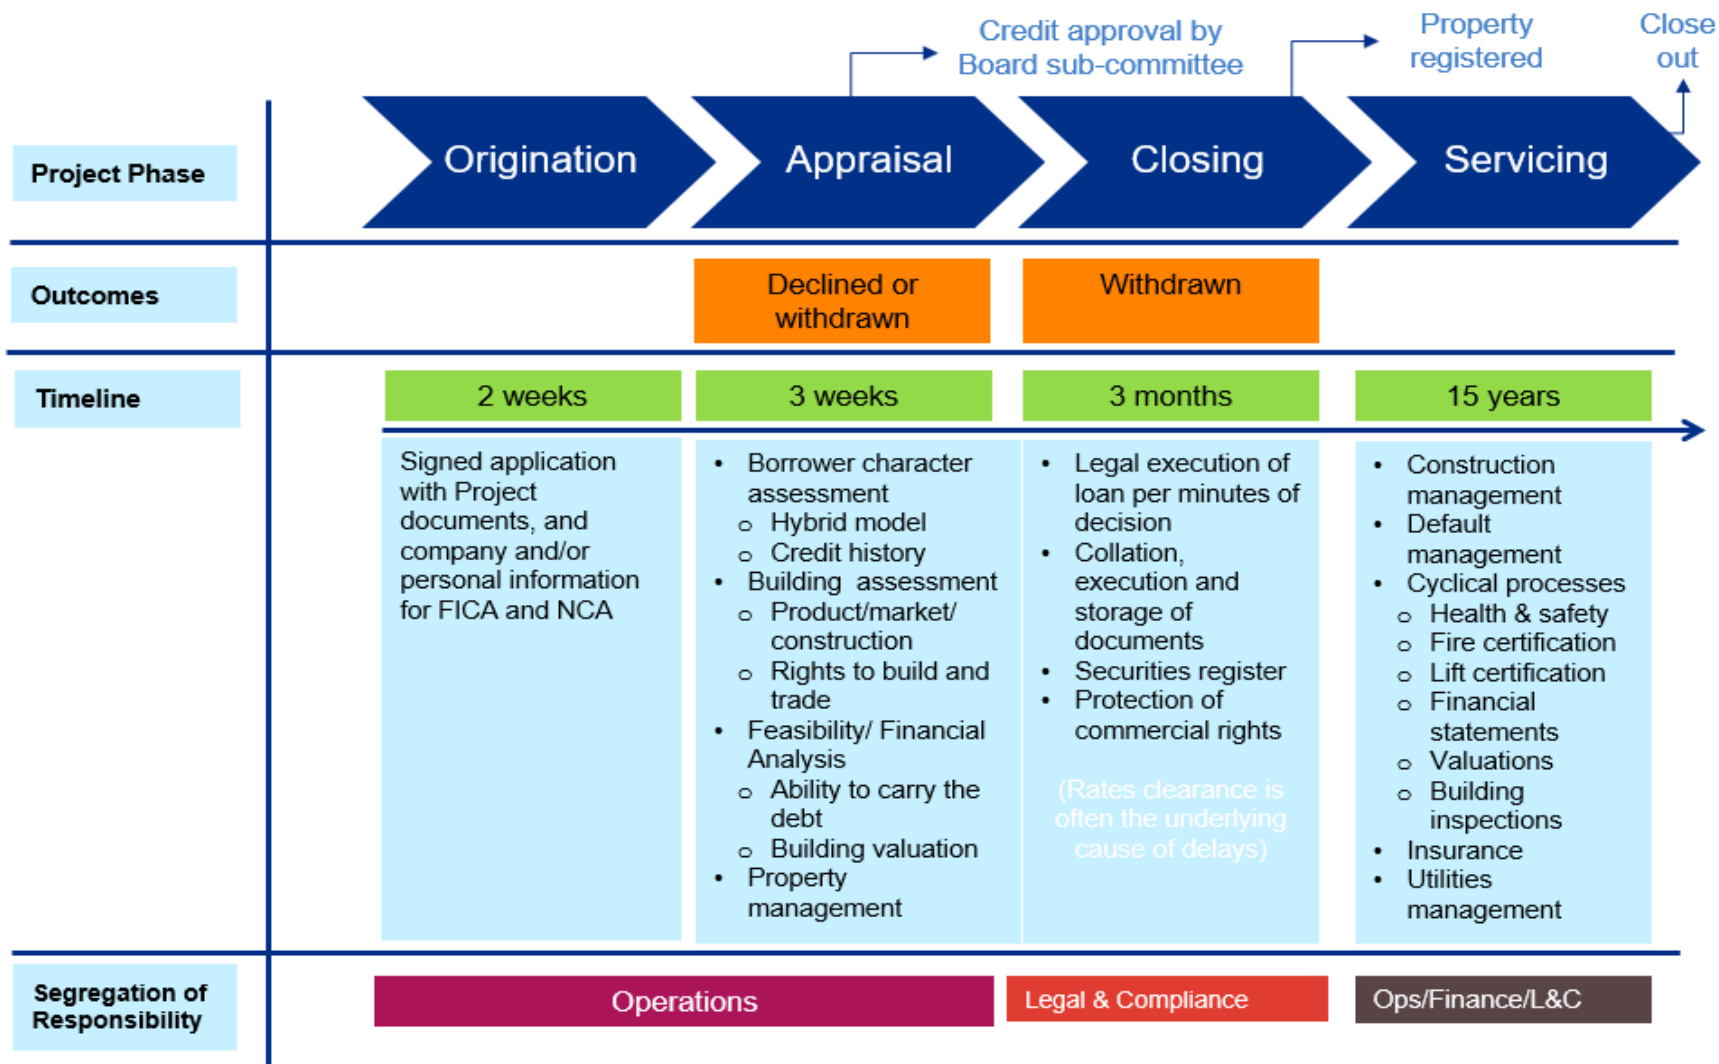 Credit approval by
Board sub-committee
Property
registered
Close
out
Project Phase
Origination
Appraisal
Closing
Servicing
Outcomes
Declined or
withdrawn
Withdrawn
Timeline
2 weeks
3 weeks
3 months
15 years
Signed application
with Project
documents, and
company and/or
personal information
for FICA and NCA
• Borrower character
assessment
o Hybrid model
o Credit history
• Building assessment
o Product/market/
construction
o Rights to build and
trade
• Feasibility/ Financial
Analysis
o Ability to carry the
debt
o Building valuation
• Property
management
• Legal execution of
loan per minutes of
decision
• Collation,
execution and
storage of
documents
• Securities register
• Protection of
commercial rights
(Rates clearance is
often the underlying
cause of delays)
• Construction
management
• Default
management
• Cyclical processes
o Health & safety
o Fire certification
o Lift certification
o Financial
statements
o Valuations
o Building
inspections
• Insurance
• Utilities
management
Segregation of
Responsibility
Operations
Legal & Compliance
Ops/Finance/L&C